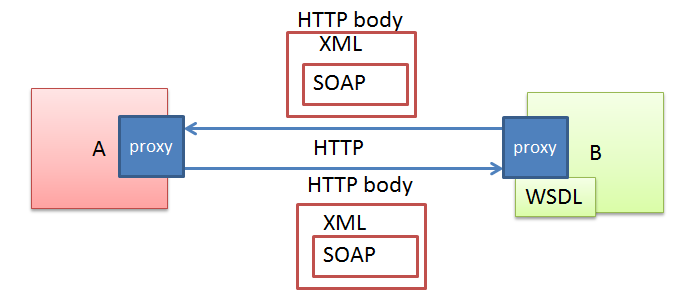 HTTP body
XML
SOAP
A
proxy
HTTP
proxy
B
HTTP body
WSDL
XML
SOAP